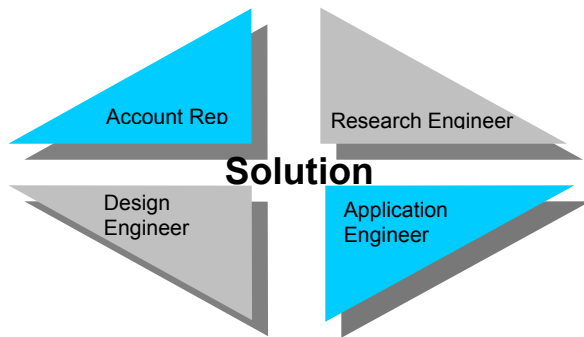 Account Rep
Research Engineer
Solution
Design
Engineer
Application
Engineer